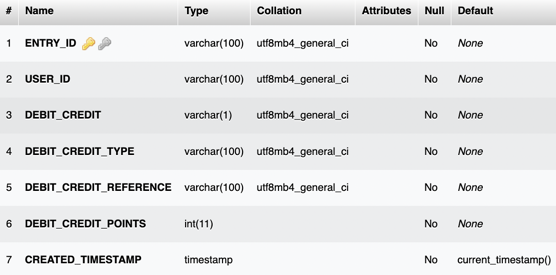 # Name Type Collation Attributes Null Default
1 ENTRY_ID varchar(100) utf8mb4_general_ci No None
2 USER_ID varchar(100) utf8mb4_general_ci No None
3 DEBIT_CREDIT varchar(1) utf8mb4_general_ci No None
4 DEBIT_CREDIT_TYPE varchar(100) utf8mb4_general_ci No None
5 DEBIT_CREDIT_REFERENCE varchar(100) utf8mb4_general_ci No None
6 DEBIT_CREDIT_POINTS int(11) No None
7 CREATED_TIMESTAMP timestamp No current_timestamp()